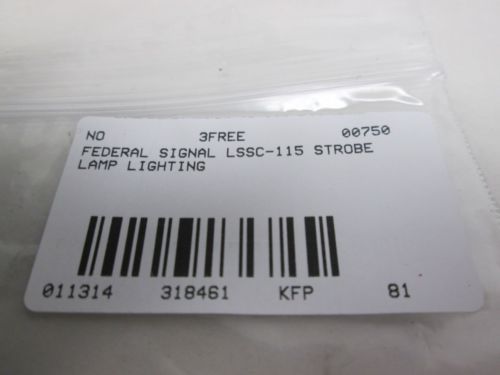 NO 3FREE 00750
FEDERAL SIGNAL LSSC-115 STROBE
LAMP LIGHTING
011314 318461 KFP 81